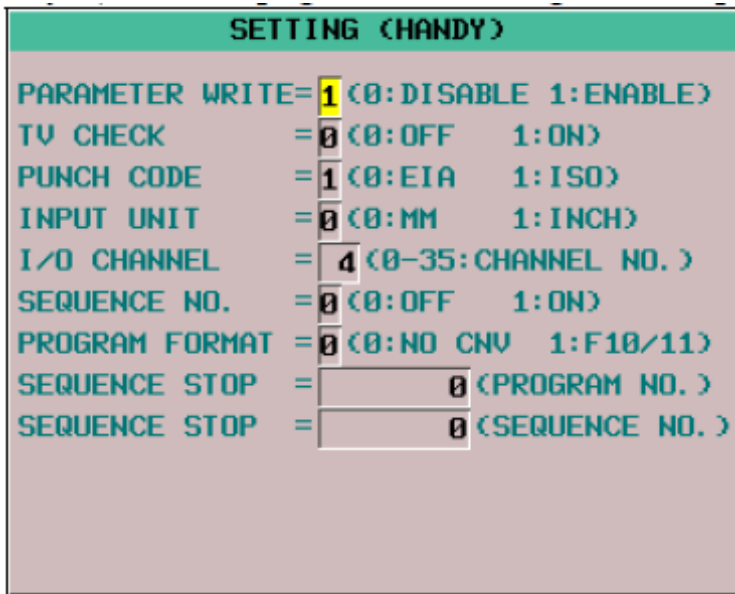 SETTING (HANDY)
PARAMETER WRITE=1(0:DISABLE 1:ENABLE)
TV CHECK =0(0:OFF 1:ON)
PUNCH CODE =1(0:EIA 1:ISO)
INPUT UNIT =0(0:MM 1:INCH)
I/O CHANNEL = 4(0-35:CHANNEL NO.)
SEQUENCE NO. =0(0:OFF 1:ON)
PROGRAM FORMAT =0(0:NO CNV 1:F10/11)
SEQUENCE STOP = 0(PROGRAM NO.)
SEQUENCE STOP = 0(SEQUENCE NO.)